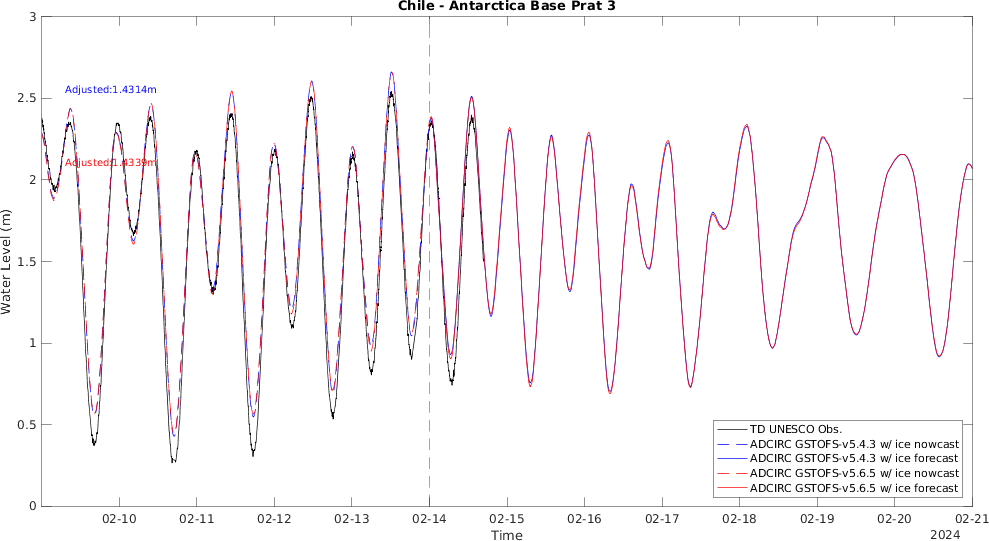 Chile - Antarctica Base Prat 3
3
2.5
2
1.5
1
0.5
0
Water Level (m)
Adjusted:1.4314m
Adjusted:1.4339m
TD UNESCO Obs.
ADCIRC GSTOFS-v5.4.3 w/ ice nowcast
ADCIRC GSTOFS-v5.4.3 w/ ice forecast
ADCIRC GSTOFS-v5.6.5 w/ ice nowcast
ADCIRC GSTOFS-v5.6.5 w/ ice forecast
02-10 02-11 02-12 02-13 02-14 02-15 02-16 02-17 02-18 02-19 02-20 02-21
Time 2024